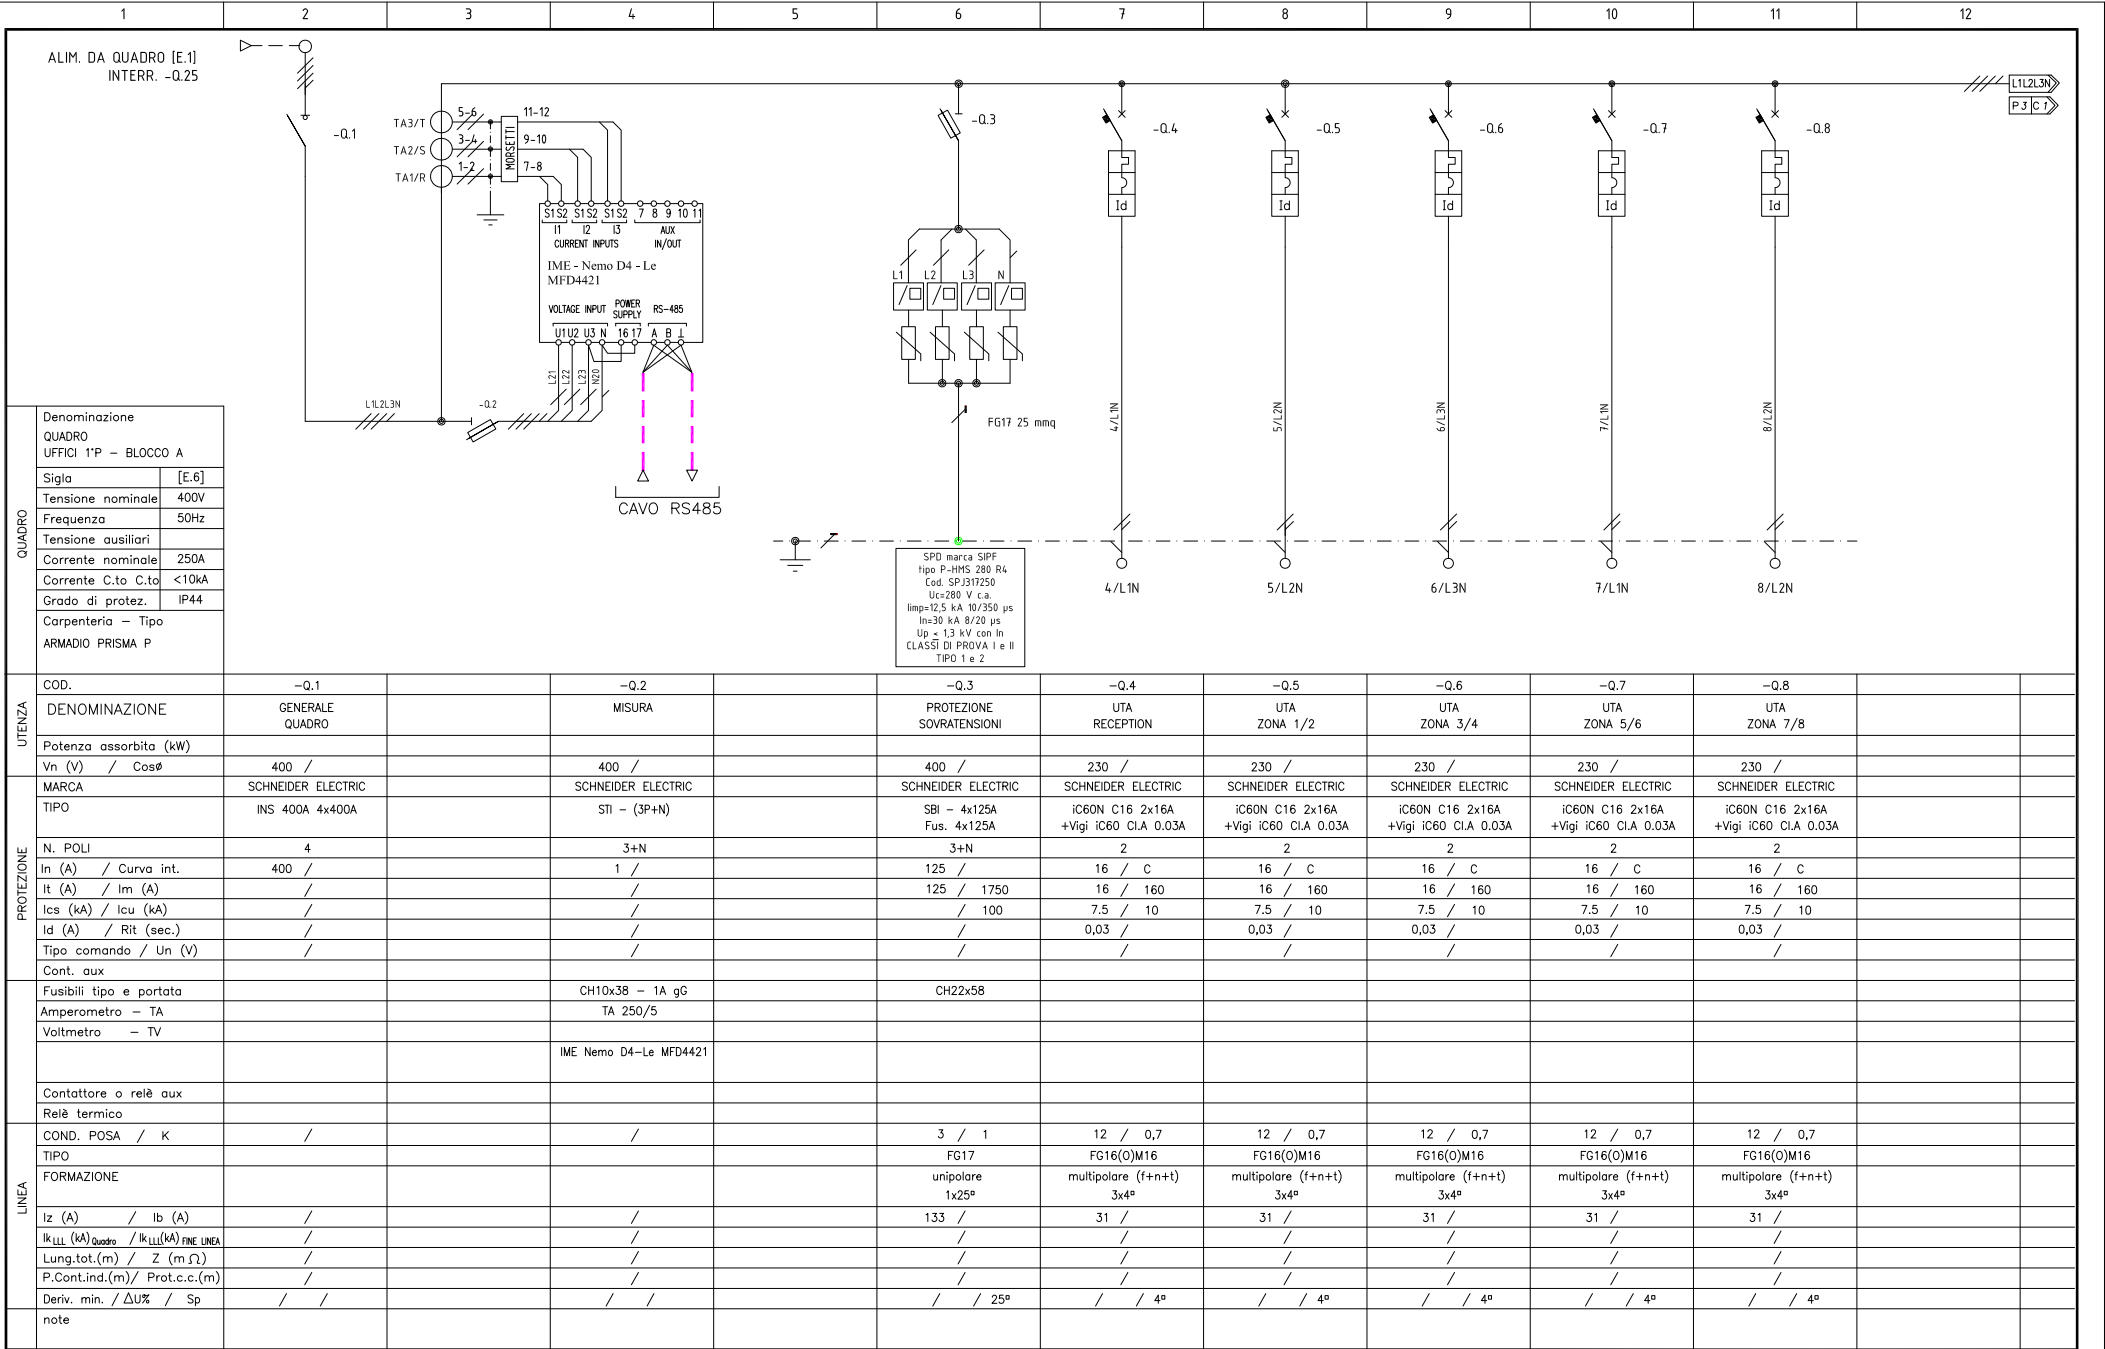 1 2 3 4 5 6 7 8 9 10 11 12
ALIM. DA QUADRO [E.1]
INTERR. -Q.25
-Q.1
TA3/T 5-6 11-12
TA2/S 3-4 9-10
TA1/R 1-2 7-8
MORSETTI
S1 S2 S1 S2 S1 S2 7 8 9 10 11
I1 I2 I3 AUX
CURRENT INPUTS IN/OUT
IME - Nemo D4 - Le
MFD4421
VOLTAGE INPUT POWER SUPPLY RS-485
U1 U2 U3 N 16 17 A B ⊥
L21 L22 L23 N20
L1L2L3N
-Q.2
CAVO RS485
-Q.3
L1 L2 L3 N
FG17 25 mmq
SPD marca SIPF
tipo P-HMS 280 R4
Cod. SPJ317250
Uc=280 V c.a.
Iimp=12,5 kA 10/350 µs
In=30 kA 8/20 µs
Up ≤ 1,3 kV con In
CLASSI DI PROVA I e II
TIPO 1 e 2
-Q.4 -Q.5 -Q.6 -Q.7 -Q.8
Id Id Id Id Id
4/L1N 5/L2N 6/L3N 7/L1N 8/L2N
4/L1N 5/L2N 6/L3N 7/L1N 8/L2N
L1L2L3N
P 3 C 1
QUADRO
Denominazione
QUADRO
UFFICI 1°P - BLOCCO A
Sigla [E.6]
Tensione nominale 400V
Frequenza 50Hz
Tensione ausiliari
Corrente nominale 250A
Corrente C.to C.to <10kA
Grado di protez. IP44
Carpenteria - Tipo
ARMADIO PRISMA P
UTENZA
COD. -Q.1 -Q.2 -Q.3 -Q.4 -Q.5 -Q.6 -Q.7 -Q.8
DENOMINAZIONE GENERALE MISURA PROTEZIONE UTA UTA UTA UTA UTA
QUADRO SOVRATENSIONI RECEPTION ZONA 1/2 ZONA 3/4 ZONA 5/6 ZONA 7/8
Potenza assorbita (kW)
Vn (V) / Cosø 400 / 400 / 400 / 230 / 230 / 230 / 230 / 230 /
PROTEZIONE
MARCA SCHNEIDER ELECTRIC SCHNEIDER ELECTRIC SCHNEIDER ELECTRIC SCHNEIDER ELECTRIC SCHNEIDER ELECTRIC SCHNEIDER ELECTRIC SCHNEIDER ELECTRIC SCHNEIDER ELECTRIC
TIPO INS 400A 4x400A STI - (3P+N) SBI - 4x125A iC60N C16 2x16A iC60N C16 2x16A iC60N C16 2x16A iC60N C16 2x16A iC60N C16 2x16A
Fus. 4x125A +Vigi iC60 Cl.A 0.03A +Vigi iC60 Cl.A 0.03A +Vigi iC60 Cl.A 0.03A +Vigi iC60 Cl.A 0.03A +Vigi iC60 Cl.A 0.03A
N. POLI 4 3+N 3+N 2 2 2 2 2
In (A) / Curva int. 400 / 1 / 125 / 16 / C 16 / C 16 / C 16 / C 16 / C
It (A) / Im (A) / / 125 / 1750 16 / 160 16 / 160 16 / 160 16 / 160 16 / 160
Ics (kA) / Icu (kA) / / / 100 7.5 / 10 7.5 / 10 7.5 / 10 7.5 / 10 7.5 / 10
Id (A) / Rit (sec.) / / / 0,03 / 0,03 / 0,03 / 0,03 / 0,03 /
Tipo comando / Un (V) / / / / / / / /
Cont. aux
Fusibili tipo e portata CH10x38 - 1A gG CH22x58
Amperometro - TA TA 250/5
Voltmetro - TV
IME Nemo D4-Le MFD4421
Contattore o relè aux
Relè termico
LINEA
COND. POSA / K / / 3 / 1 12 / 0,7 12 / 0,7 12 / 0,7 12 / 0,7 12 / 0,7
TIPO FG17 FG16(O)M16 FG16(O)M16 FG16(O)M16 FG16(O)M16 FG16(O)M16
FORMAZIONE unipolare multipolare (f+n+t) multipolare (f+n+t) multipolare (f+n+t) multipolare (f+n+t) multipolare (f+n+t)
1x25¤ 3x4¤ 3x4¤ 3x4¤ 3x4¤ 3x4¤
Iz (A) / Ib (A) / / 133 / 31 / 31 / 31 / 31 / 31 /
Ik LLL (kA) Quadro / Ik LLL(kA) FINE LINEA / / / / / / / /
Lung.tot.(m) / Z (mΩ) / / / / / / / /
P.Cont.ind.(m)/ Prot.c.c.(m) / / / / / / / /
Deriv. min. / ΔU% / Sp / / / / / / 25¤ / / 4¤ / / 4¤ / / 4¤ / / 4¤ / / 4¤
note